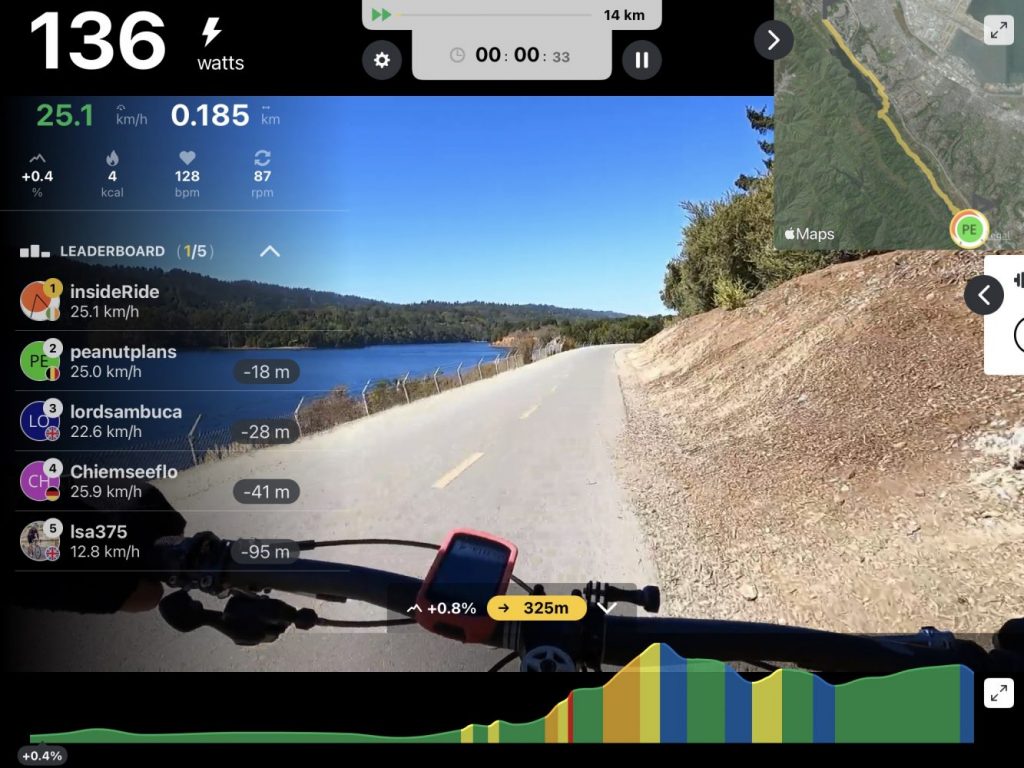 136
watts
14 km
00 : 00 : 33
25.1 km/h 0.185 km
+0.4 4 128 87
% kcal bpm rpm
LEADERBOARD (1/5)
1 insideRide
25.1 km/h
PE 2 peanutplans
25.0 km/h -18 m
LO 3 lordsambuca
22.6 km/h -28 m
CH 4 Chiemseeflo
25.9 km/h -41 m
5 lsa375
12.8 km/h -95 m
PE
Maps
+0.8% → 325m
+0.4%